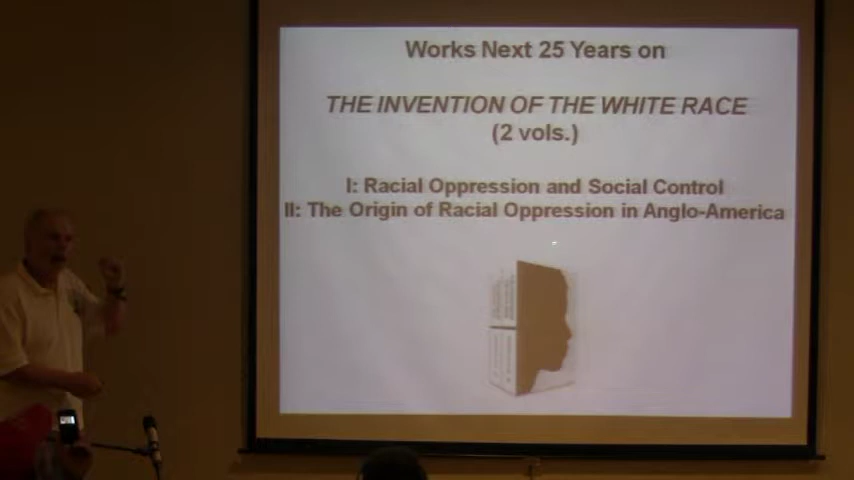 Works Next 25 Years on
THE INVENTION OF THE WHITE RACE
(2 vols.)
I: Racial Oppression and Social Control
II: The Origin of Racial Oppression in Anglo-America